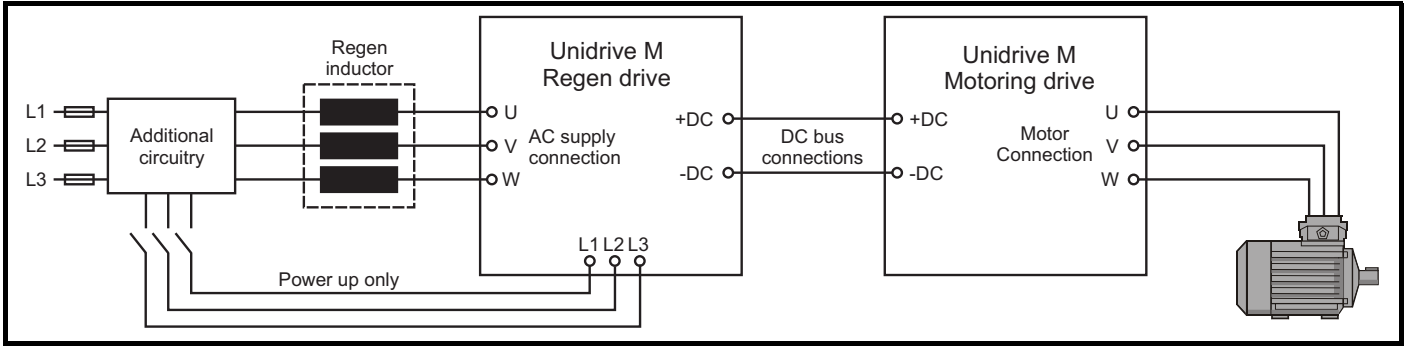 L1
L2
L3
Additional
circuitry
Regen
inductor
Unidrive M
Regen drive
U
V
W
AC supply
connection
+DC
-DC
L1 L2 L3
Power up only
DC bus
connections
Unidrive M
Motoring drive
+DC
-DC
Motor
Connection
U
V
W